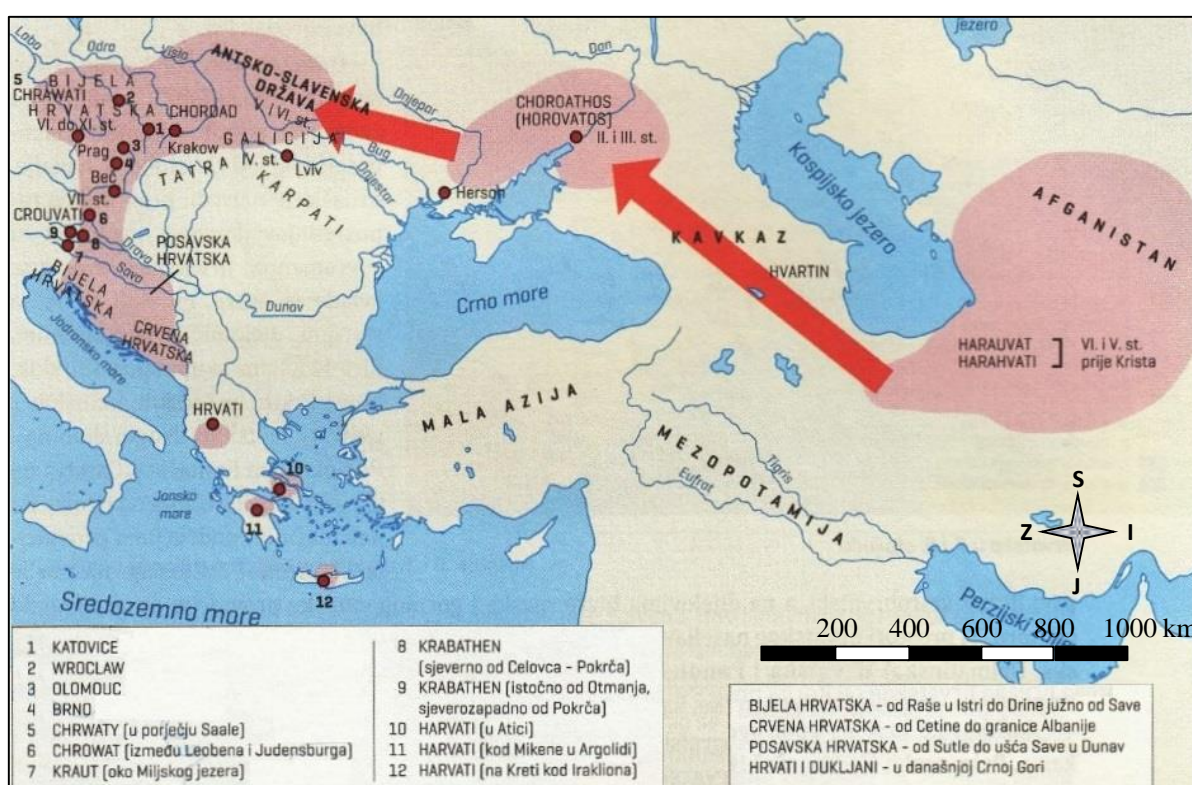 jezero
Laba
Odra
Visla
Don
5 BIJELA
CHRAWATI
2
HRVATSKA
VI. do XI. st.
1
CHORDAD
Krakow
Prag
3
4
Beč
VII. st.
6
CROUVATI
9
8
7
ANTSKO-SLAVENSKA
DRŽAVA
V. i VI. st.
Dnjepar
GALICIJA
IV. st.
Lviv
Bug
Dnjestar
TATRA
KARPATI
Herson
CHOROATHOS
(HOROVATOS)
II. i III. st.
Kaspijsko jezero
AFGANISTAN
KAVKAZ
HVARTIN
HARAUVAT
HARAHVATI
VI. i V. st.
prije Krista
Drava
Sava
POSAVSKA
HRVATSKA
BIJELA
HRVATSKA
CRVENA
HRVATSKA
Dunav
Crno more
Jadransko more
HRVATI
MALA AZIJA
MEZOPOTAMIJA
Tigris
Eufrat
Jonsko
more
10
11
12
Sredozemno more
Perzijski zaljev
S
Z
I
J
200 400 600 800 1000 km
1 KATOVICE
2 WROCLAW
3 OLOMOUC
4 BRNO
5 CHRWATY (u porječju Saale)
6 CHROWAT (između Leobena i Judensburga)
7 KRAUT (oko Miljskog jezera)
8 KRABATHEN
(sjeverno od Celovca - Pokrča)
9 KRABATHEN (istočno od Otmanja,
sjeverozapadno od Pokrča)
10 HARVATI (u Atici)
11 HARVATI (kod Mikene u Argolidi)
12 HARVATI (na Kreti kod Irakliona)
BIJELA HRVATSKA - od Raše u Istri do Drine južno od Save
CRVENA HRVATSKA - od Cetine do granice Albanije
POSAVSKA HRVATSKA - od Sutle do ušća Save u Dunav
HRVATI I DUKLJANI - u današnjoj Crnoj Gori